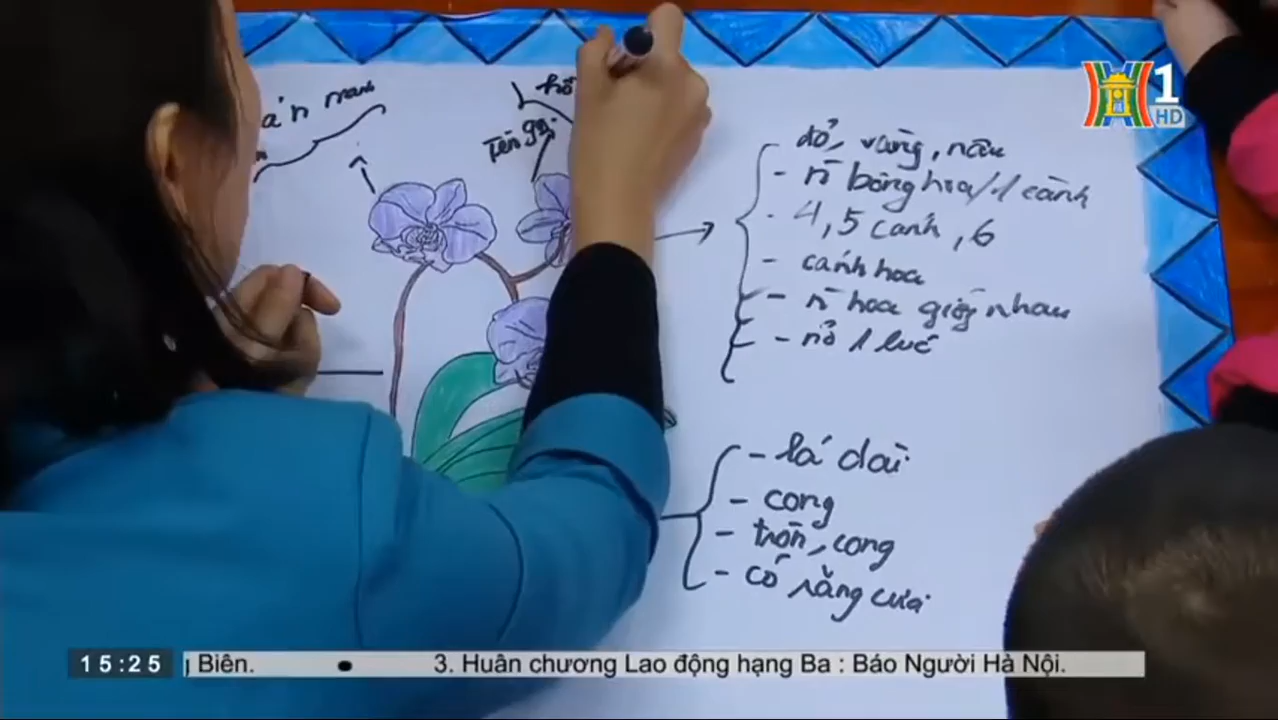 1
HD
hồ
Tên gọi
đỏ, vàng, nâu
- n̄ bông hoa/1 cành
- 4, 5 cánh, 6
- cánh hoa
- n̄ hoa giống nhau
- nở 1 lúc
- lá dài
- cong
- tròn, cong
- có răng cưa
15:25
Biên. • 3. Huân chương Lao động hạng Ba : Báo Người Hà Nội.